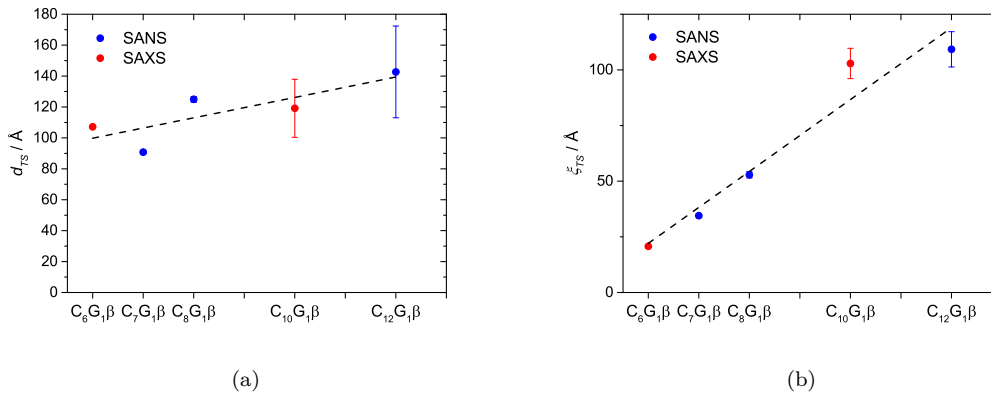 180
160
140
120
100
80
60
40
20
0
d_TS / Å
SANS
SAXS
C₆G₁β C₇G₁β C₈G₁β C₁₀G₁β C₁₂G₁β
(a)
100
50
0
ξ_TS / Å
SANS
SAXS
C₆G₁β C₇G₁β C₈G₁β C₁₀G₁β C₁₂G₁β
(b)